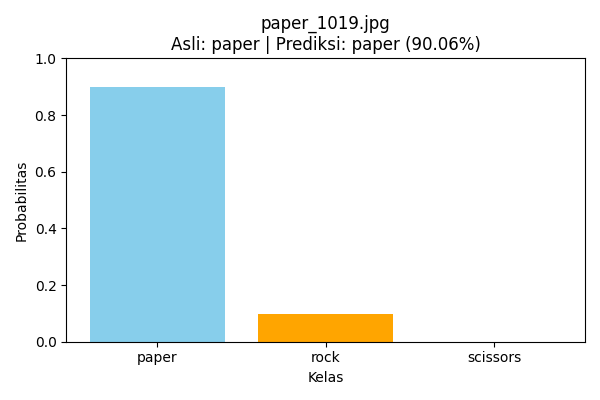 paper_1019.jpg
Asli: paper | Prediksi: paper (90.06%)
1.0
0.8
0.6
0.4
0.2
0.0
Probabilitas
paper
rock
scissors
Kelas